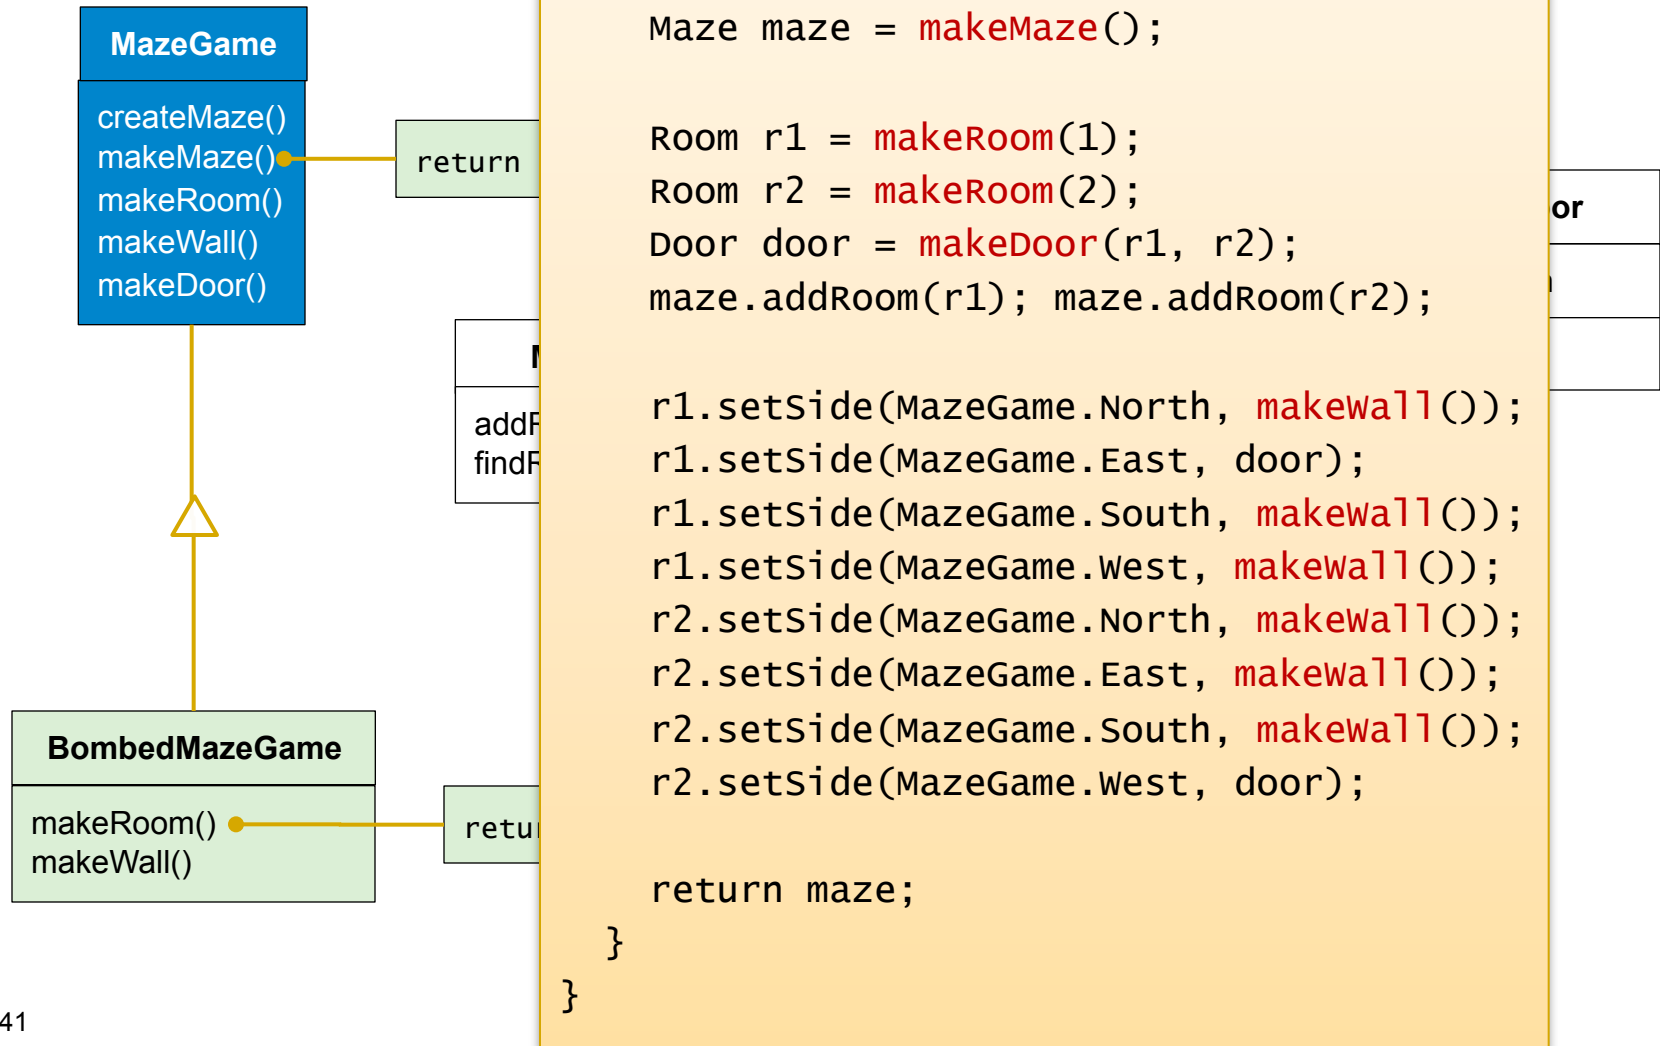 MazeGame
createMaze()
makeMaze()
makeRoom()
makeWall()
makeDoor()
return
addR
findR
BombedMazeGame
makeRoom()
makeWall()
retur
Maze maze = makeMaze();
Room r1 = makeRoom(1);
Room r2 = makeRoom(2);
Door door = makeDoor(r1, r2);
maze.addRoom(r1); maze.addRoom(r2);
r1.setSide(MazeGame.North, makeWall());
r1.setSide(MazeGame.East, door);
r1.setSide(MazeGame.South, makeWall());
r1.setSide(MazeGame.West, makeWall());
r2.setSide(MazeGame.North, makeWall());
r2.setSide(MazeGame.East, makeWall());
r2.setSide(MazeGame.South, makeWall());
r2.setSide(MazeGame.West, door);
return maze;
}
}
or
41